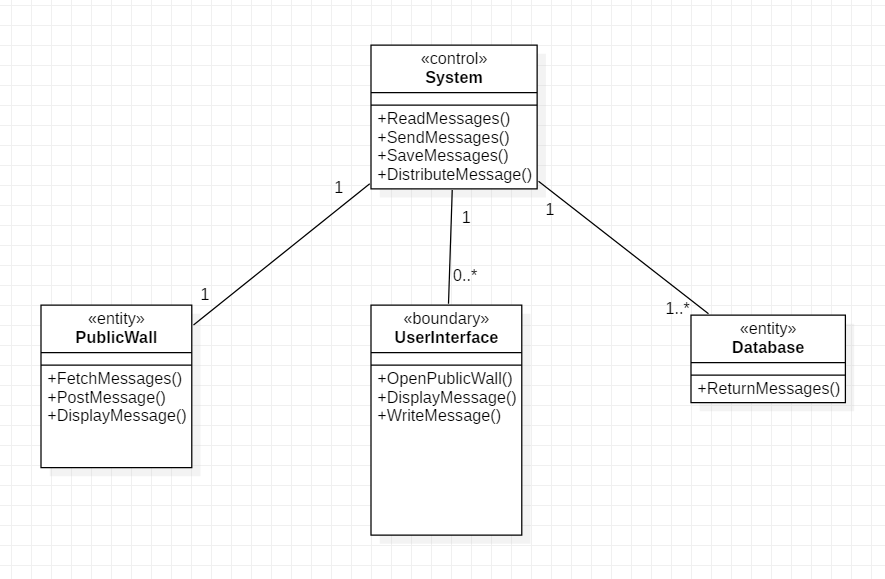 «control»
System
+ReadMessages()
+SendMessages()
+SaveMessages()
+DistributeMessage()
1
1
1
1
0..*
1..*
«entity»
PublicWall
+FetchMessages()
+PostMessage()
+DisplayMessage()
«boundary»
UserInterface
+OpenPublicWall()
+DisplayMessage()
+WriteMessage()
«entity»
Database
+ReturnMessages()